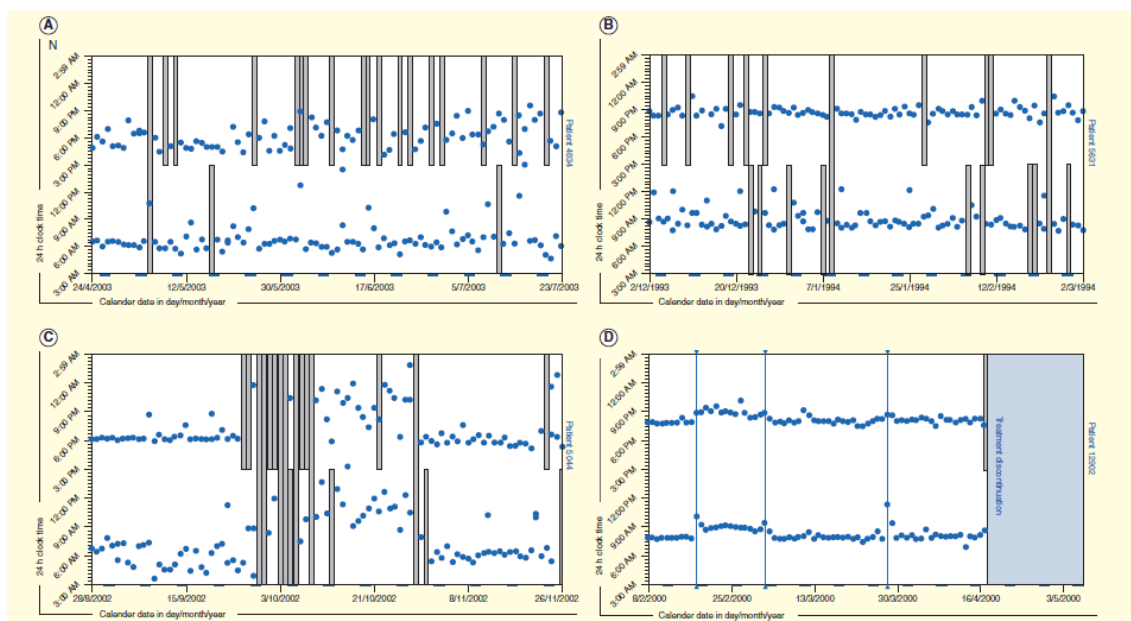 A
N
2:59 AM
12:00 AM
9:00 PM
6:00 PM
3:00 PM
12:00 PM
9:00 AM
6:00 AM
3:00 AM
24 h clock time
Patient 4834
24/4/2003 12/5/2003 30/5/2003 17/6/2003 5/7/2003 23/7/2003
Calender date in day/month/year
B
2:59 AM
12:00 AM
9:00 PM
6:00 PM
3:00 PM
12:00 PM
9:00 AM
6:00 AM
3:00 AM
24 h clock time
Patient 5631
2/12/1993 20/12/1993 7/1/1994 25/1/1994 12/2/1994 2/3/1994
Calender date in day/month/year
C
2:59 AM
12:00 AM
9:00 PM
6:00 PM
3:00 PM
12:00 PM
9:00 AM
6:00 AM
3:00 AM
24 h clock time
Patient 5044
28/8/2002 15/9/2002 3/10/2002 21/10/2002 8/11/2002 26/11/2002
Calender date in day/month/year
D
2:59 AM
12:00 AM
9:00 PM
6:00 PM
3:00 PM
12:00 PM
9:00 AM
6:00 AM
3:00 AM
24 h clock time
Treatment discontinuation
Patient 12902
8/2/2000 25/2/2000 13/3/2000 30/3/2000 16/4/2000 3/5/2000
Calender date in day/month/year